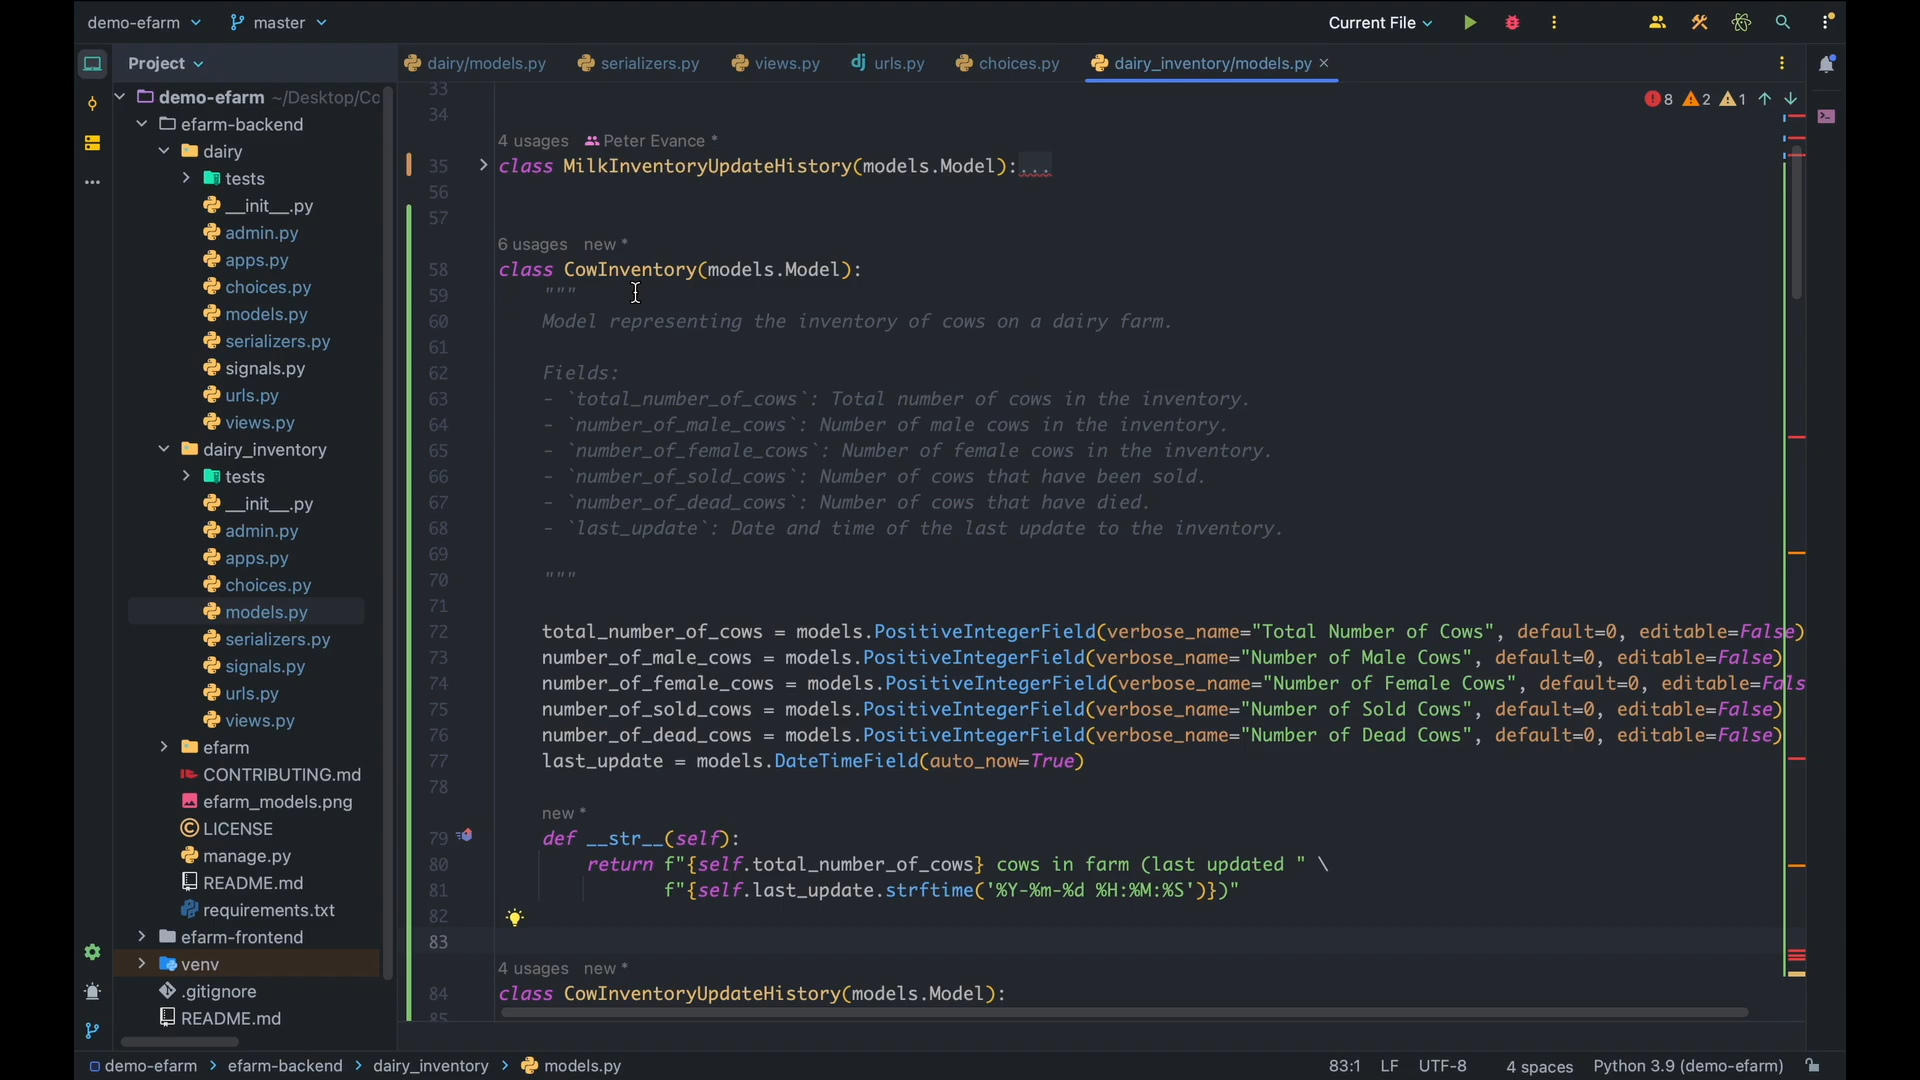 demo-efarm master Current File
Project dairy/models.py serializers.py views.py dj urls.py choices.py dairy_inventory/models.py
demo-efarm ~/Desktop/Co
efarm-backend
dairy
tests
__init__.py
admin.py
apps.py
choices.py
models.py
serializers.py
signals.py
urls.py
views.py
dairy_inventory
tests
__init__.py
admin.py
apps.py
choices.py
models.py
serializers.py
signals.py
urls.py
views.py
efarm
CONTRIBUTING.md
efarm_models.png
LICENSE
manage.py
README.md
requirements.txt
efarm-frontend
venv
.gitignore
README.md
8 2 1
33
34
4 usages Peter Evance *
35 class MilkInventoryUpdateHistory(models.Model):...
56
57
6 usages new *
58 class CowInventory(models.Model):
59 """
60 Model representing the inventory of cows on a dairy farm.
61
62 Fields:
63 - `total_number_of_cows`: Total number of cows in the inventory.
64 - `number_of_male_cows`: Number of male cows in the inventory.
65 - `number_of_female_cows`: Number of female cows in the inventory.
66 - `number_of_sold_cows`: Number of cows that have been sold.
67 - `number_of_dead_cows`: Number of cows that have died.
68 - `last_update`: Date and time of the last update to the inventory.
69
70 """
71
72 total_number_of_cows = models.PositiveIntegerField(verbose_name="Total Number of Cows", default=0, editable=False)
73 number_of_male_cows = models.PositiveIntegerField(verbose_name="Number of Male Cows", default=0, editable=False)
74 number_of_female_cows = models.PositiveIntegerField(verbose_name="Number of Female Cows", default=0, editable=Fals
75 number_of_sold_cows = models.PositiveIntegerField(verbose_name="Number of Sold Cows", default=0, editable=False)
76 number_of_dead_cows = models.PositiveIntegerField(verbose_name="Number of Dead Cows", default=0, editable=False)
77 last_update = models.DateTimeField(auto_now=True)
78
new *
79 def __str__(self):
80 return f"{self.total_number_of_cows} cows in farm (last updated " \
81 f"{self.last_update.strftime('%Y-%m-%d %H:%M:%S')})"
82
83
4 usages new *
84 class CowInventoryUpdateHistory(models.Model):
85
demo-efarm > efarm-backend > dairy_inventory > models.py 83:1 LF UTF-8 4 spaces Python 3.9 (demo-efarm)